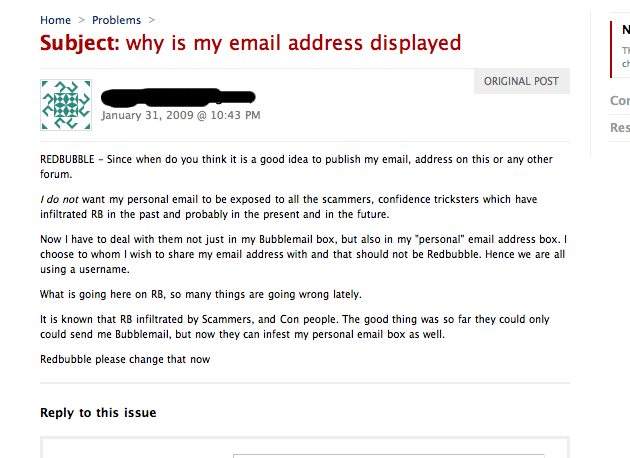 Home > Problems >
Subject: why is my email address displayed
ORIGINAL POST
January 31, 2009 @ 10:43 PM
REDBUBBLE – Since when do you think it is a good idea to publish my email, address on this or any other
forum.
I do not want my personal email to be exposed to all the scammers, confidence tricksters which have
infiltrated RB in the past and probably in the present and in the future.
Now I have to deal with them not just in my Bubblemail box, but also in my "personal" email address box. I
choose to whom I wish to share my email address with and that should not be Redbubble. Hence we are all
using a username.
What is going here on RB, so many things are going wrong lately.
It is known that RB infiltrated by Scammers, and Con people. The good thing was so far they could only
could send me Bubblemail, but now they can infest my personal email box as well.
Redbubble please change that now
Reply to this issue